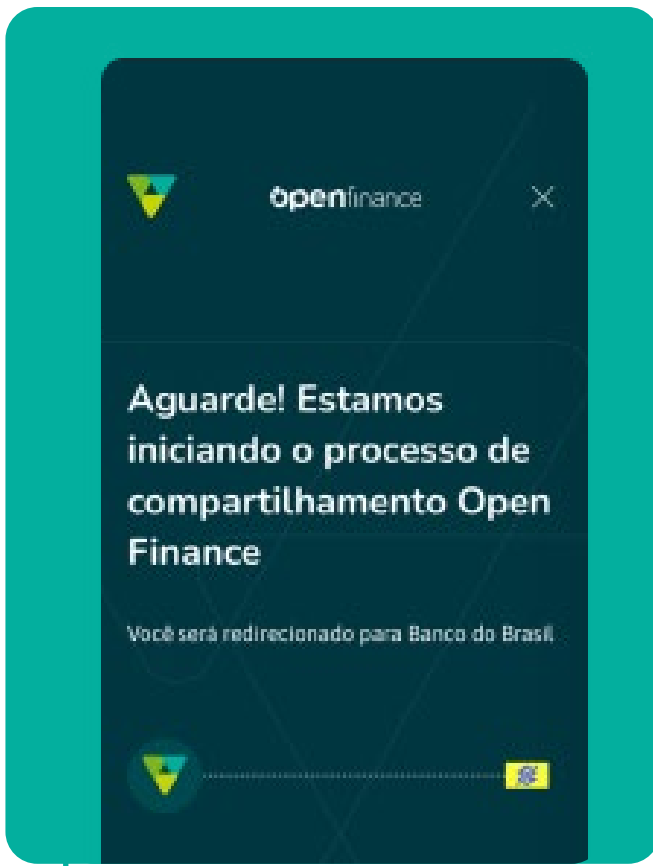 openfinance
Aguarde! Estamos
iniciando o processo de
compartilhamento Open
Finance
Você será redirecionado para Banco do Brasil